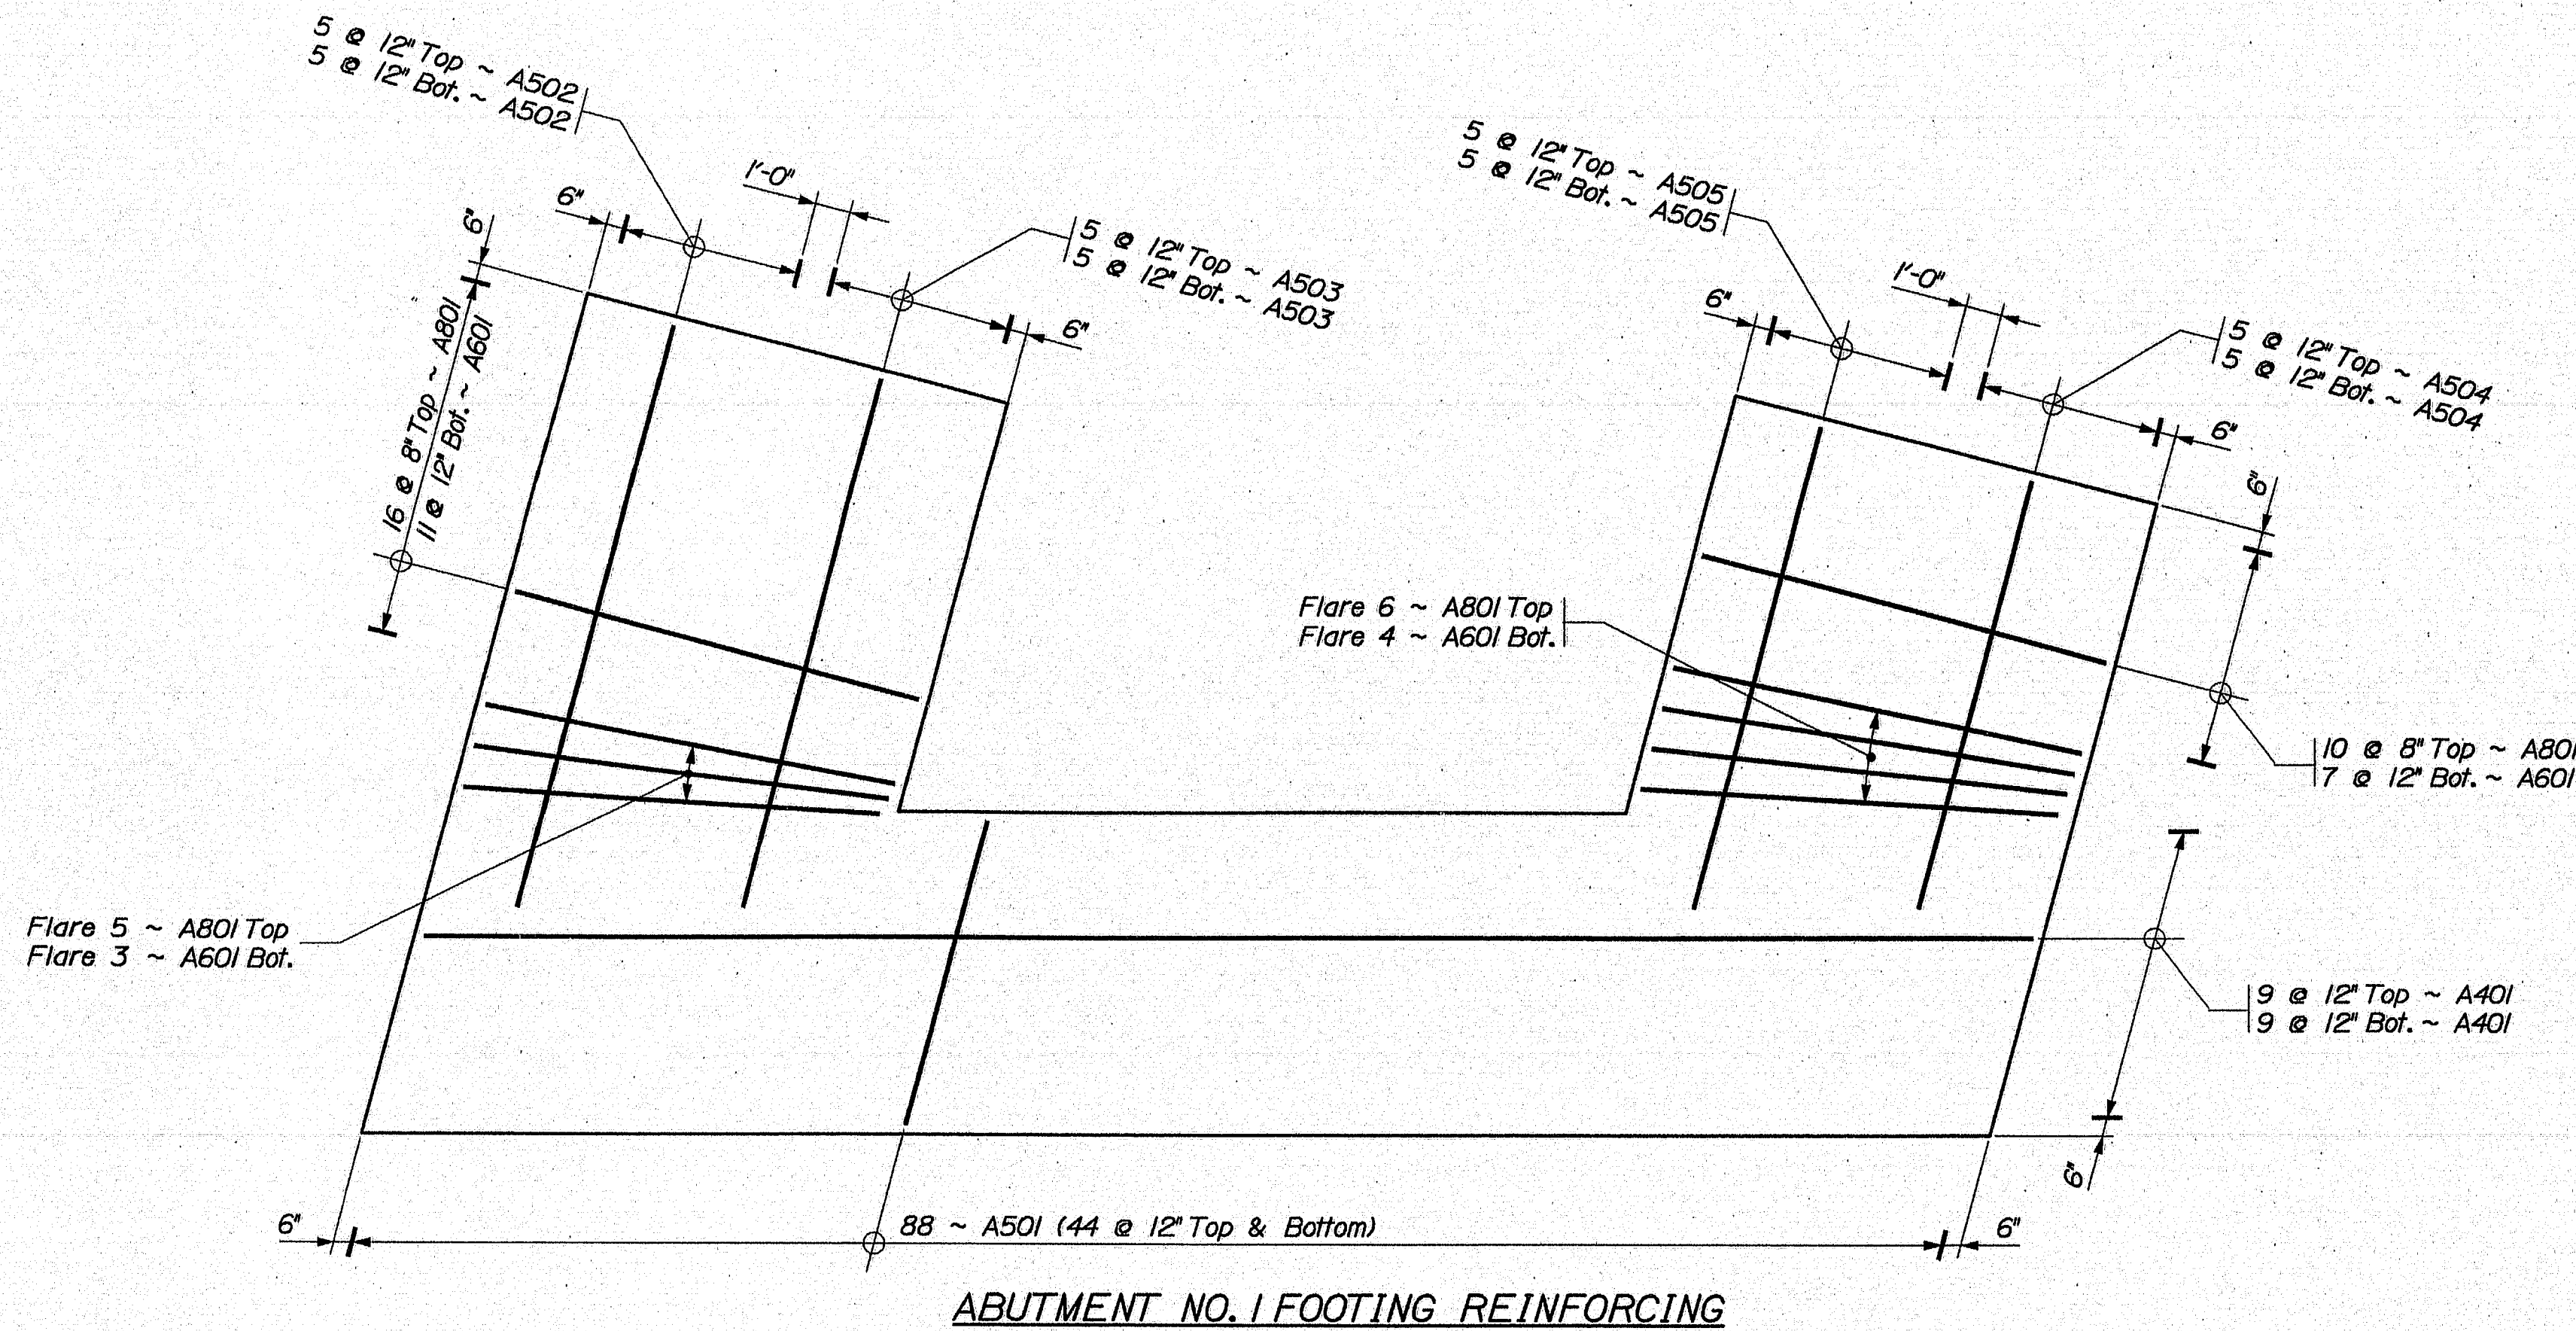 5 @ 12" Top ~ A502
5 @ 12" Bot. ~ A502
6"
1'-0"
6"
5 @ 12" Top ~ A503
5 @ 12" Bot. ~ A503
6"
16 @ 8" Top ~ A801
11 @ 12" Bot. ~ A601
5 @ 12" Top ~ A505
5 @ 12" Bot. ~ A505
6"
1'-0"
5 @ 12" Top ~ A504
5 @ 12" Bot. ~ A504
6"
6"
Flare 6 ~ A801 Top
Flare 4 ~ A601 Bot.
10 @ 8" Top ~ A801
7 @ 12" Bot. ~ A601
Flare 5 ~ A801 Top
Flare 3 ~ A601 Bot.
9 @ 12" Top ~ A401
9 @ 12" Bot. ~ A401
6"
6"
88 ~ A501 (44 @ 12" Top & Bottom)
6"
ABUTMENT NO. 1 FOOTING REINFORCING